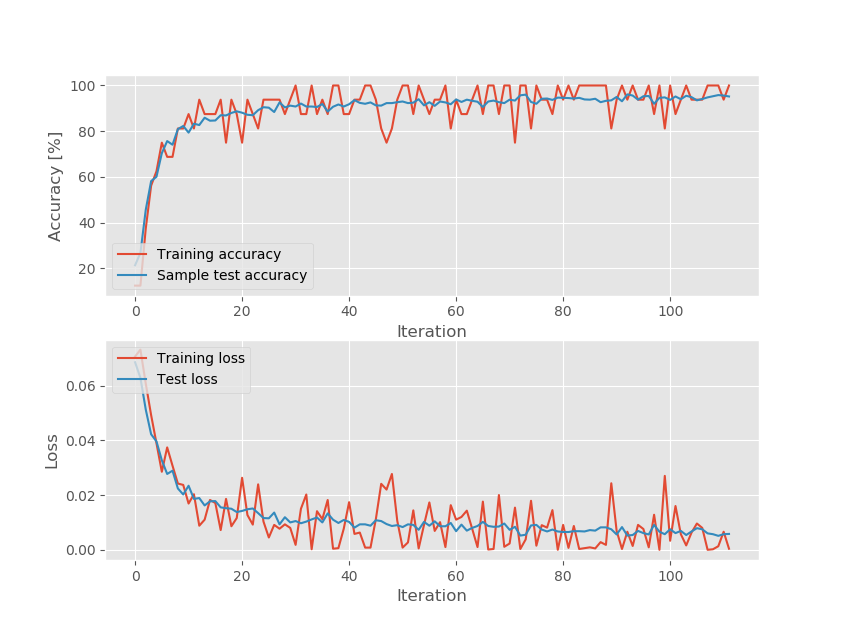 100
80
60
40
20
Accuracy [%]
Training accuracy
Sample test accuracy
0 20 40 60 80 100
Iteration
0.06
0.04
0.02
0.00
Loss
Training loss
Test loss
0 20 40 60 80 100
Iteration